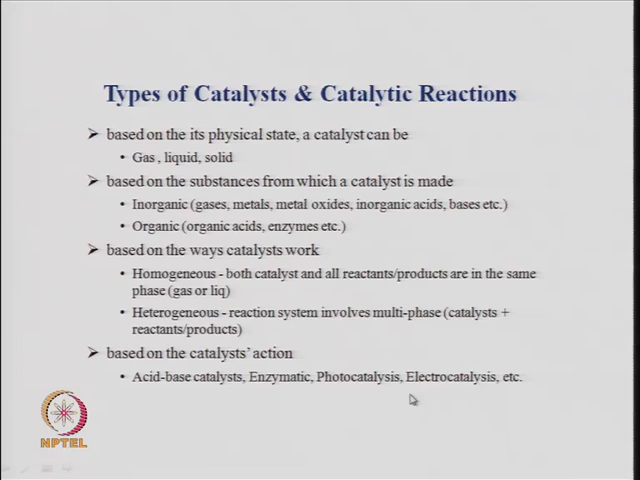 Types of Catalysts & Catalytic Reactions
➢ based on the its physical state, a catalyst can be
• Gas , liquid, solid
➢ based on the substances from which a catalyst is made
• Inorganic (gases, metals, metal oxides, inorganic acids, bases etc.)
• Organic (organic acids, enzymes etc.)
➢ based on the ways catalysts work
• Homogeneous - both catalyst and all reactants/products are in the same
phase (gas or liq)
• Heterogeneous - reaction system involves multi-phase (catalysts +
reactants/products)
➢ based on the catalysts' action
• Acid-base catalysts, Enzymatic, Photocatalysis, Electrocatalysis, etc.
NPTEL